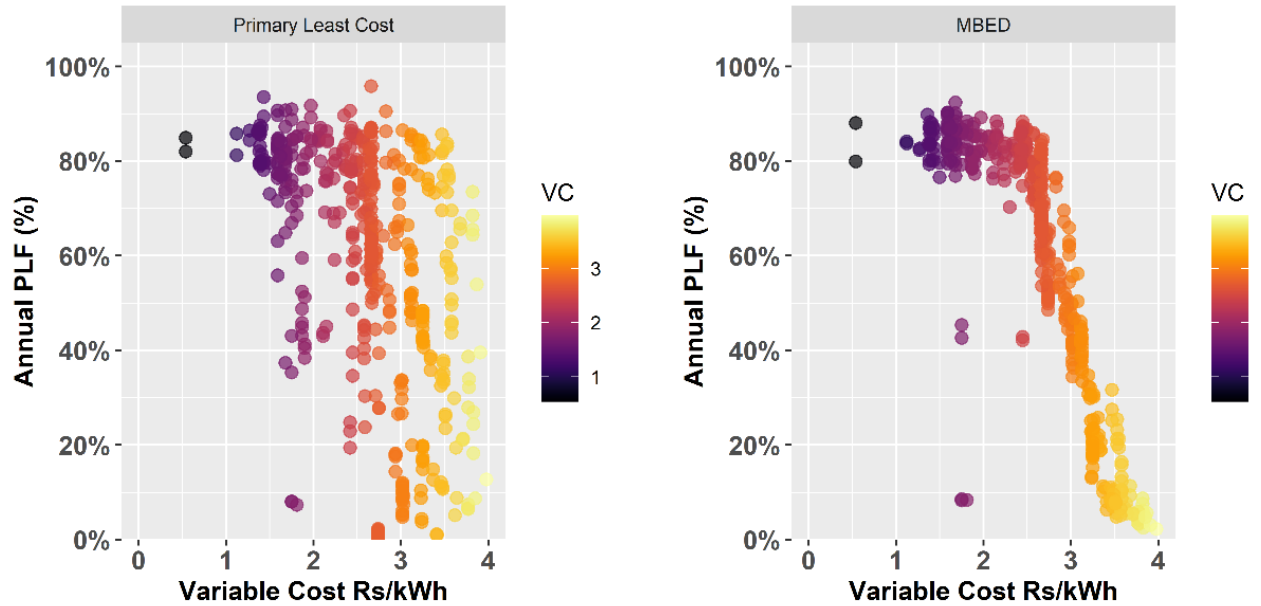 Primary Least Cost
100%
80%
60%
40%
20%
0%
Annual PLF (%)
0 1 2 3 4
Variable Cost Rs/kWh
VC
3
2
1
MBED
100%
80%
60%
40%
20%
0%
Annual PLF (%)
0 1 2 3 4
Variable Cost Rs/kWh
VC
3
2
1